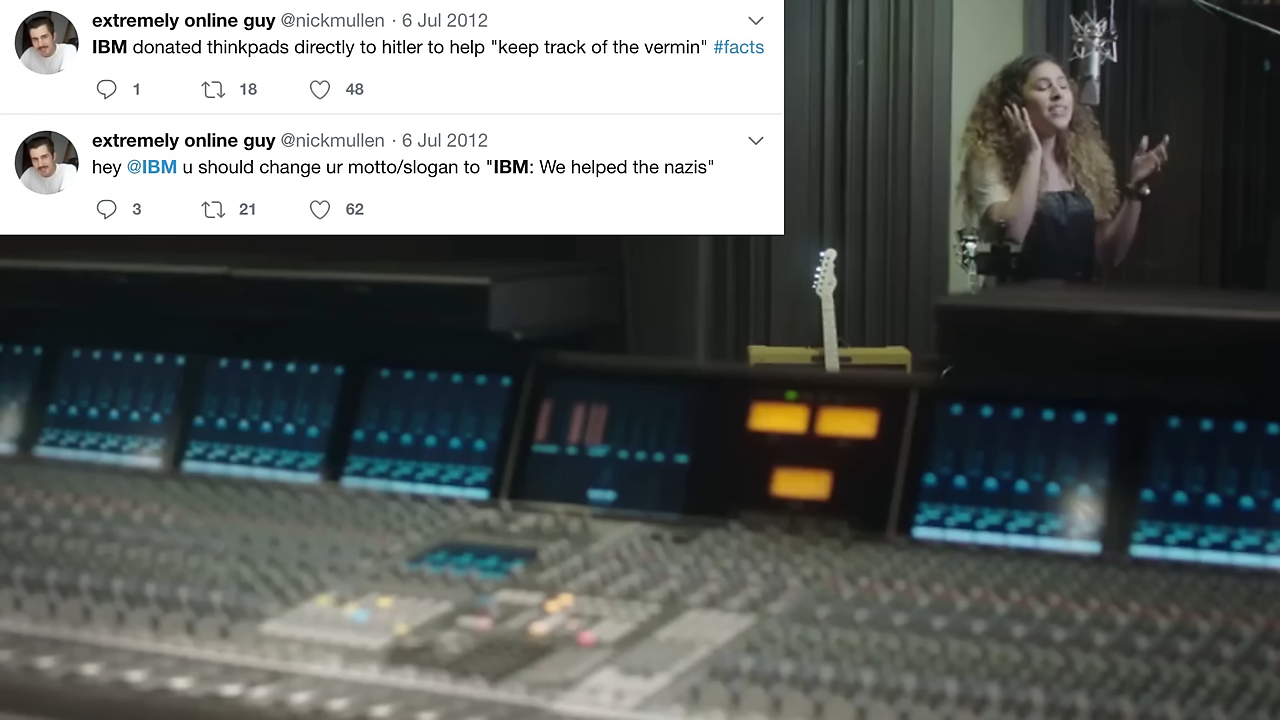 extremely online guy @nickmullen · 6 Jul 2012
IBM donated thinkpads directly to hitler to help "keep track of the vermin" #facts
1 18 48
extremely online guy @nickmullen · 6 Jul 2012
hey @IBM u should change ur motto/slogan to "IBM: We helped the nazis"
3 21 62